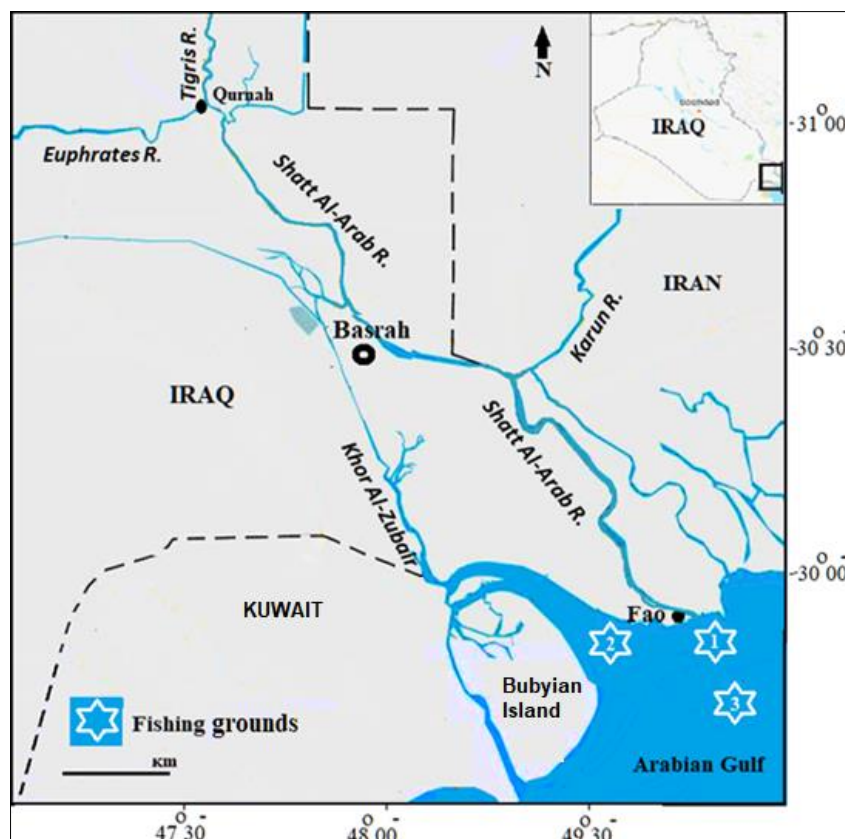 Tigris R.
Qurnah
N
IRAQ
31 00
Euphrates R.
Shatt Al-Arab R.
IRAN
Karun R.
Basrah
30 30
IRAQ
Shatt Al-Arab R.
Khor Al-Zubair
30 00
KUWAIT
Fao
2
1
Bubyian
Island
3
Fishing grounds
KM
Arabian Gulf
47 30
48 00
49 30